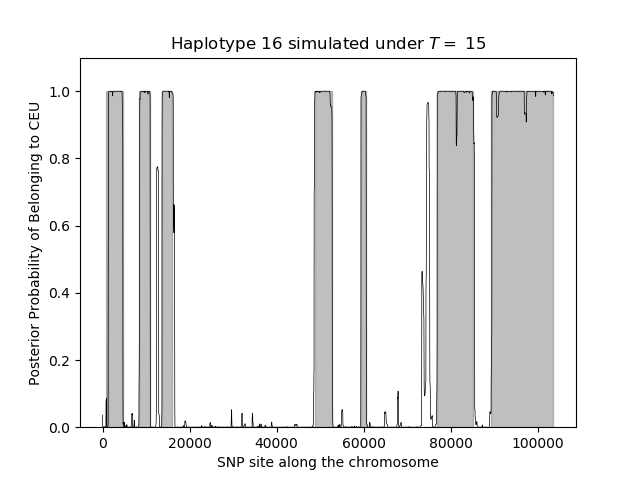 Haplotype 16 simulated under T = 15
Posterior Probability of Belonging to CEU
1.0
0.8
0.6
0.4
0.2
0.0
0 20000 40000 60000 80000 100000
SNP site along the chromosome